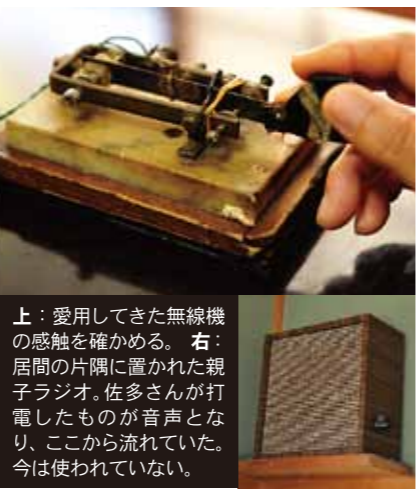 上：愛用してきた無線機
の感触を確かめる。 右：
居間の片隅に置かれた親
子ラジオ。佐多さんが打
電したものが音声とな
り、ここから流れていた。
今は使われていない。